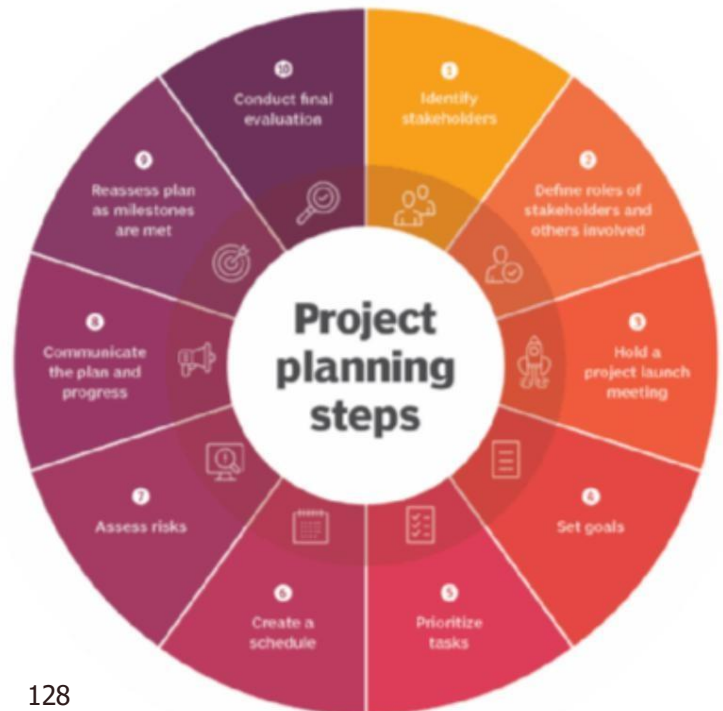 Project
planning
steps
1
Identify
stakeholders
2
Define roles of
stakeholders and
others involved
3
Hold a
project launch
meeting
4
Set goals
5
Prioritize
tasks
6
Create a
schedule
7
Assess risks
8
Communicate
the plan and
progress
9
Reassess plan
as milestones
are met
10
Conduct final
evaluation
128